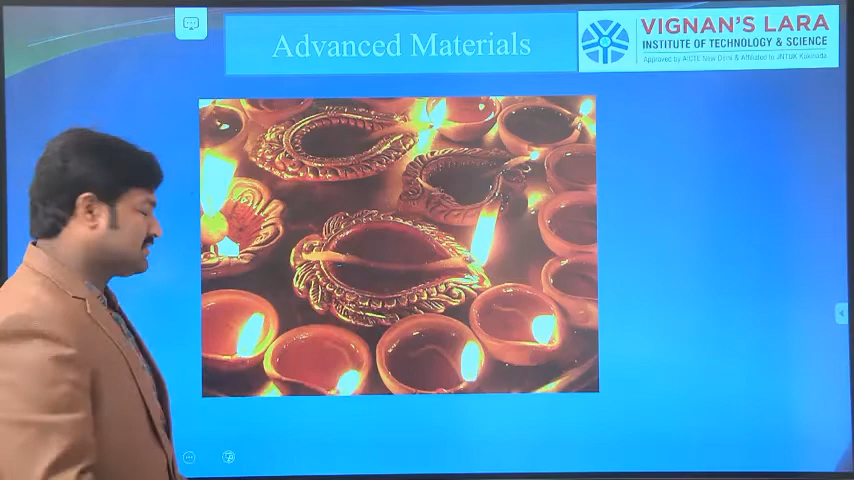 Advanced Materials
VIGNAN'S LARA
INSTITUTE OF TECHNOLOGY & SCIENCE
Approved by AICTE New Delhi & Affiliated to JNTUK Kakinada